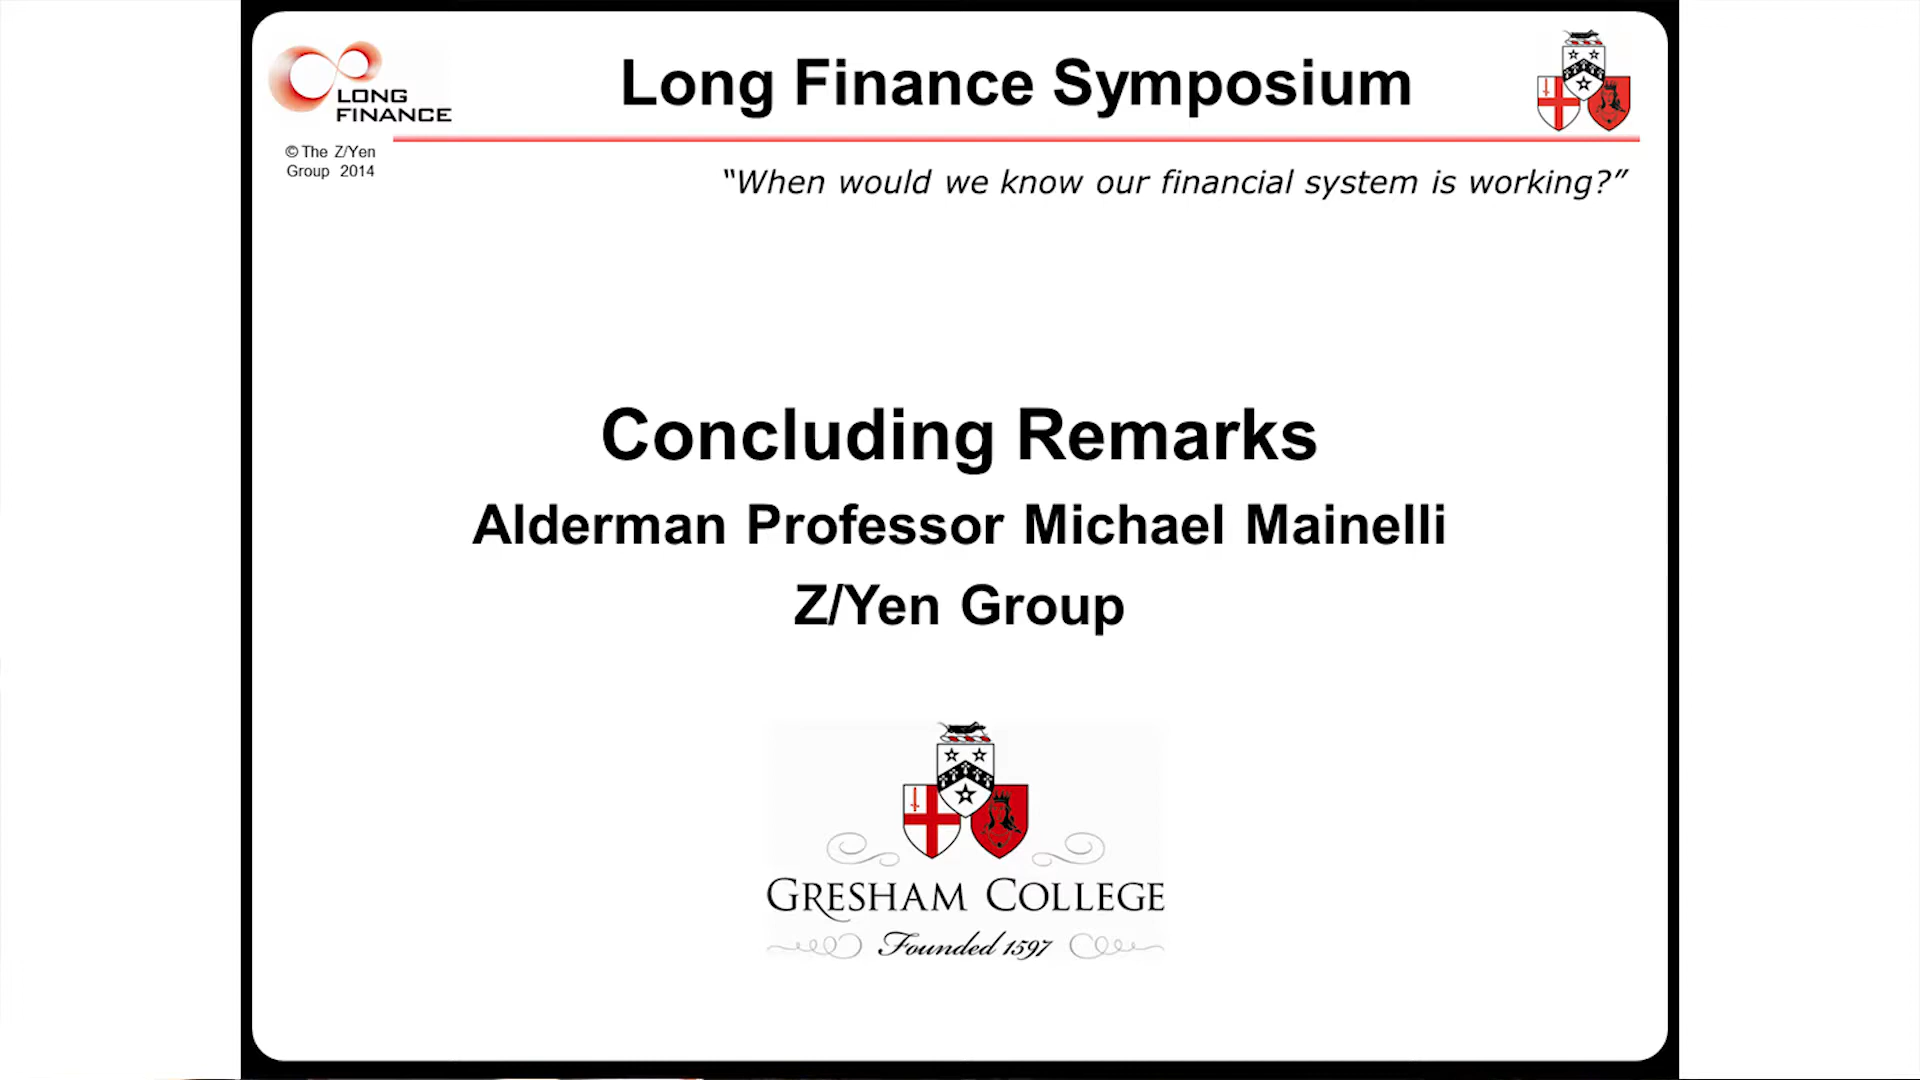 LONG
FINANCE
Long Finance Symposium
© The Z/Yen
Group 2014
“When would we know our financial system is working?”
Concluding Remarks
Alderman Professor Michael Mainelli
Z/Yen Group
GRESHAM COLLEGE
Founded 1597